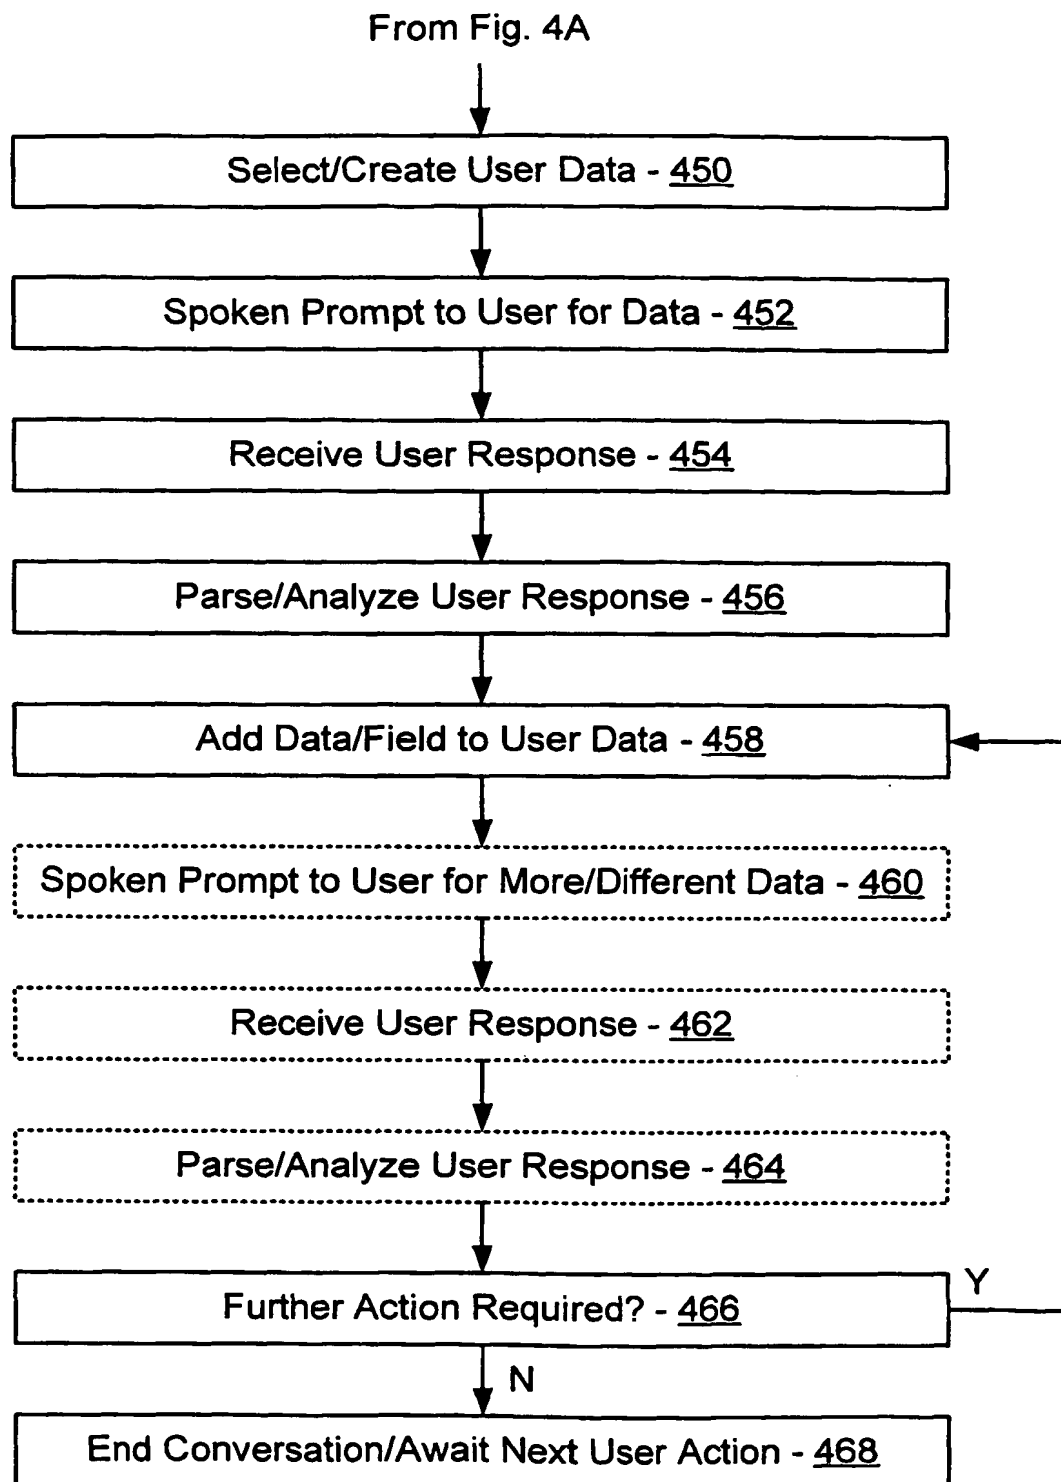 From Fig. 4A
Select/Create User Data - 450
Spoken Prompt to User for Data - 452
Receive User Response - 454
Parse/Analyze User Response - 456
Add Data/Field to User Data - 458
Spoken Prompt to User for More/Different Data - 460
Receive User Response - 462
Parse/Analyze User Response - 464
Further Action Required? - 466
Y
N
End Conversation/Await Next User Action - 468